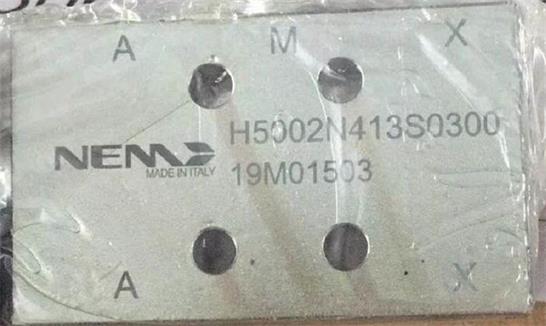 A M X
NEM
MADE IN ITALY
H5002N413S0300
19M01503
A X